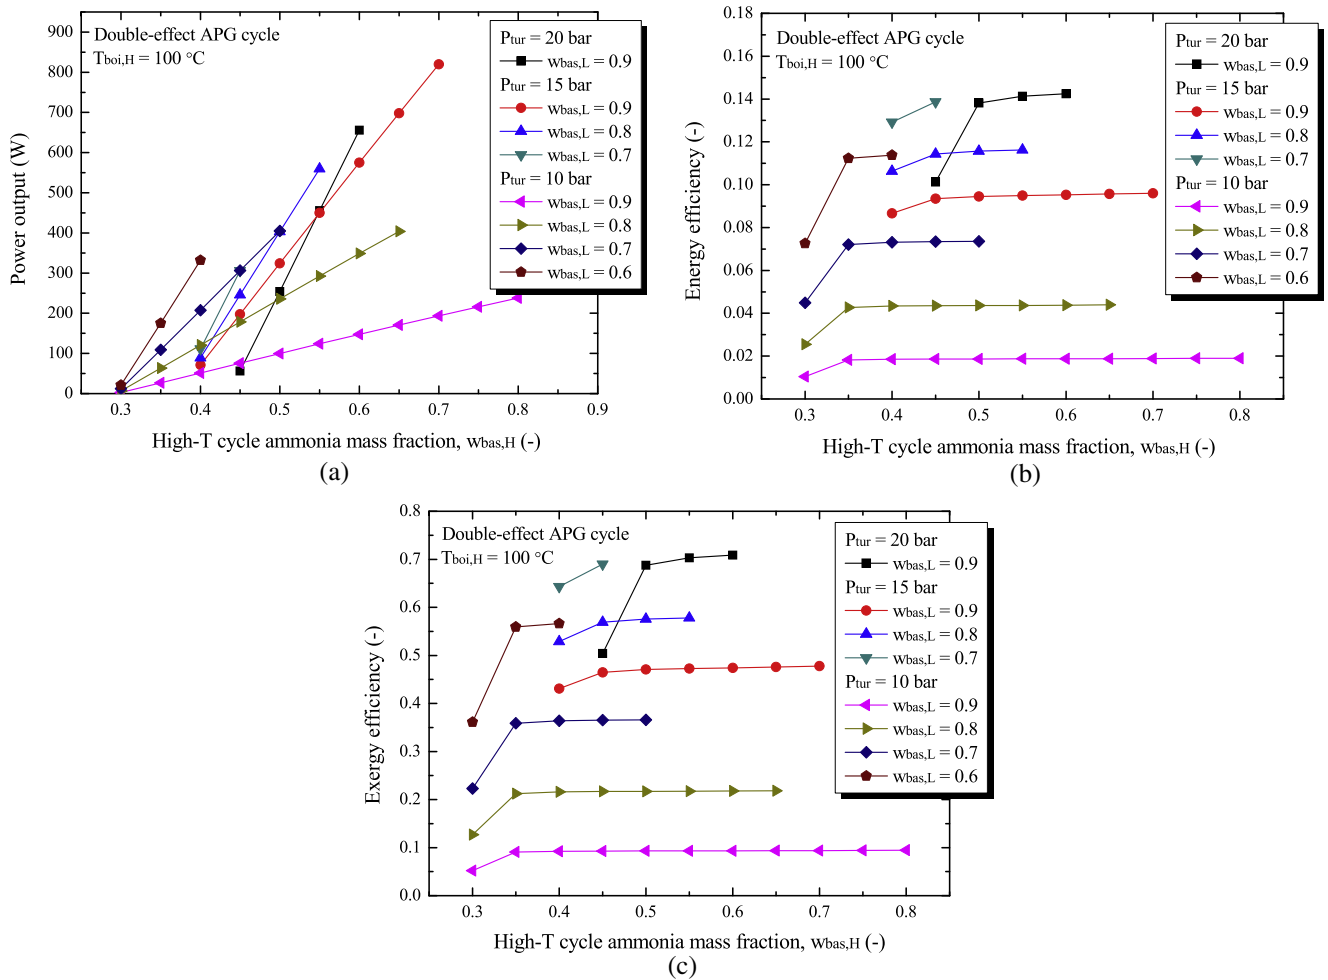 Double-effect APG cycle
Tboi,H = 100 °C
Ptur = 20 bar
wbas,L = 0.9
Ptur = 15 bar
wbas,L = 0.9
wbas,L = 0.8
wbas,L = 0.7
Ptur = 10 bar
wbas,L = 0.9
wbas,L = 0.8
wbas,L = 0.7
wbas,L = 0.6
Power output (W)
900
800
700
600
500
400
300
200
100
0
0.3 0.4 0.5 0.6 0.7 0.8 0.9
High-T cycle ammonia mass fraction, wbas,H (-)
(a)
Double-effect APG cycle
Tboi,H = 100 °C
Ptur = 20 bar
wbas,L = 0.9
Ptur = 15 bar
wbas,L = 0.9
wbas,L = 0.8
wbas,L = 0.7
Ptur = 10 bar
wbas,L = 0.9
wbas,L = 0.8
wbas,L = 0.7
wbas,L = 0.6
Energy efficiency (-)
0.18
0.16
0.14
0.12
0.10
0.08
0.06
0.04
0.02
0.00
0.3 0.4 0.5 0.6 0.7 0.8
High-T cycle ammonia mass fraction, wbas,H (-)
(b)
Double-effect APG cycle
Tboi,H = 100 °C
Ptur = 20 bar
wbas,L = 0.9
Ptur = 15 bar
wbas,L = 0.9
wbas,L = 0.8
wbas,L = 0.7
Ptur = 10 bar
wbas,L = 0.9
wbas,L = 0.8
wbas,L = 0.7
wbas,L = 0.6
Exergy efficiency (-)
0.8
0.7
0.6
0.5
0.4
0.3
0.2
0.1
0.0
0.3 0.4 0.5 0.6 0.7 0.8
High-T cycle ammonia mass fraction, wbas,H (-)
(c)